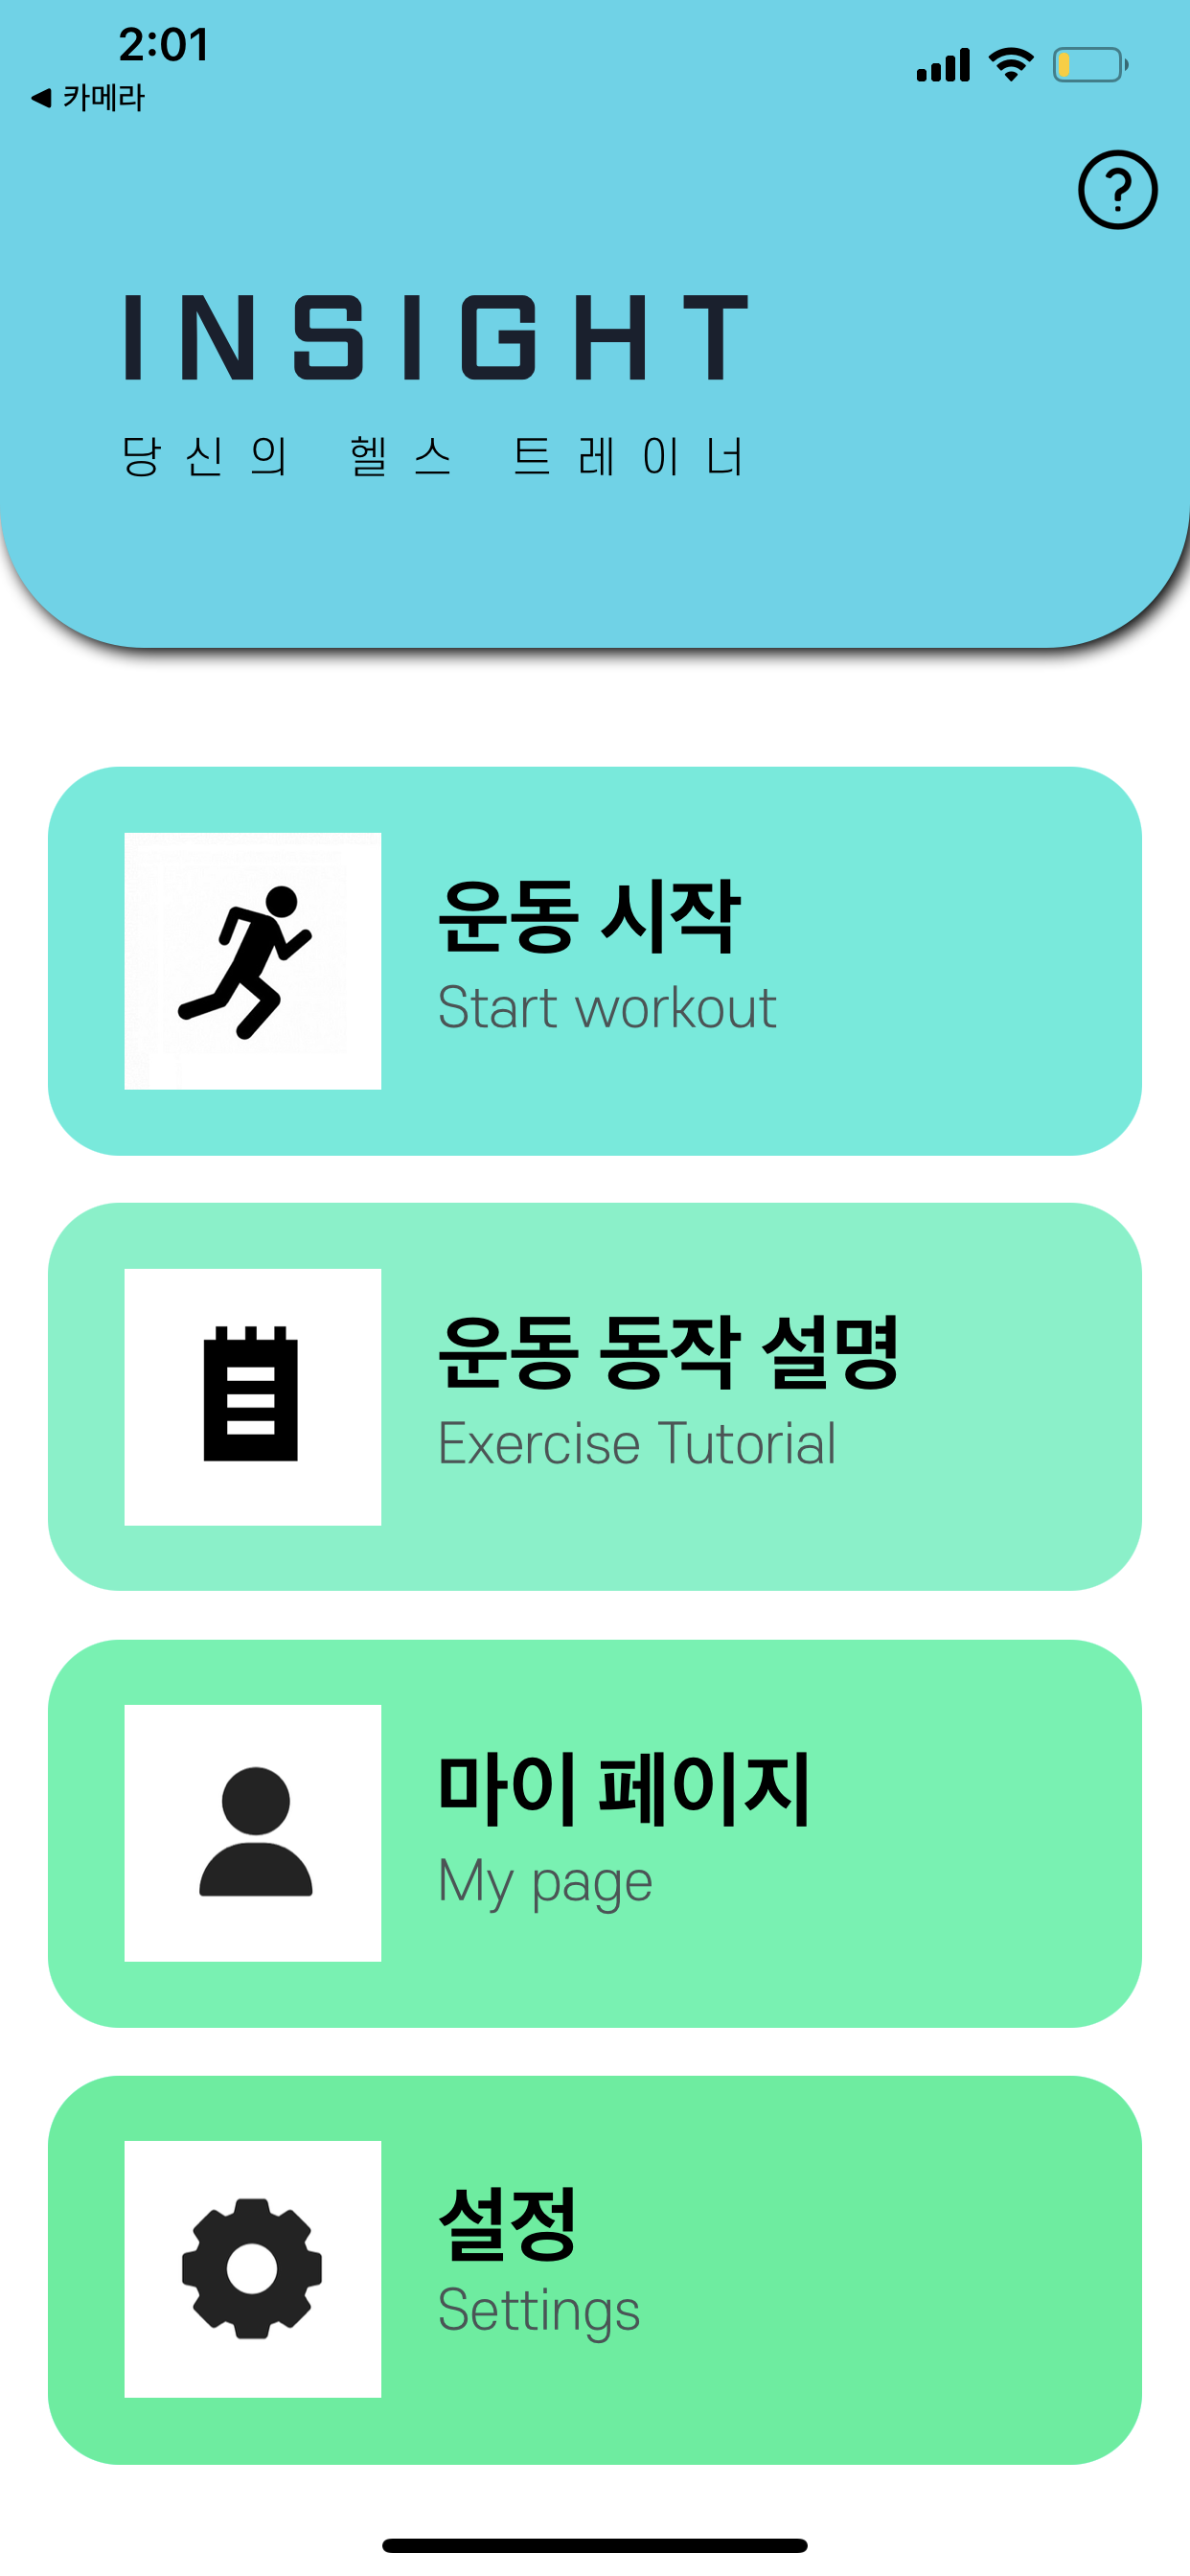 2:01
◀ 카메라
?
INSIGHT
당신의 헬스 트레이너
운동 시작
Start workout
운동 동작 설명
Exercise Tutorial
마이 페이지
My page
설정
Settings